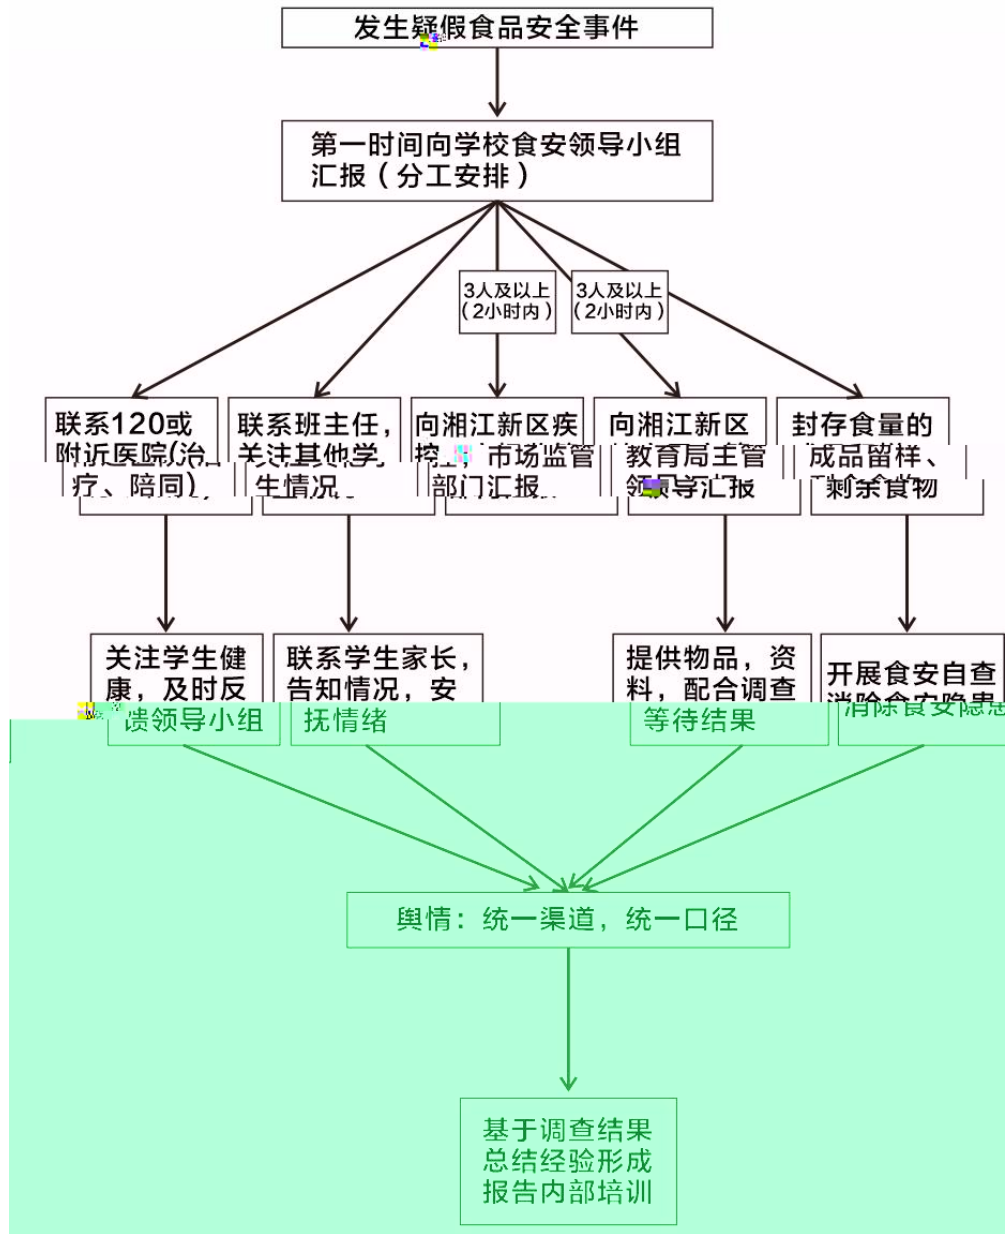 发生疑假食品安全事件
第一时间向学校食安领导小组
汇报（分工安排）
3人及以上
（2小时内）
3人及以上
（2小时内）
联系120或
附近医院(治
疗、陪同)
联系班主任,
关注其他学
生情况
向湘江新区疾
控 市场监管
部门汇报
向湘江新区
教育局主管
领导汇报
封存食量的
成品留样、
剩余食物
关注学生健
康，及时反
馈领导小组
联系学生家长,
告知情况，安
抚情绪
提供物品，资
料，配合调查
等待结果
开展食安自查
消除食安隐患
舆情：统一渠道，统一口径
基于调查结果
总结经验形成
报告内部培训